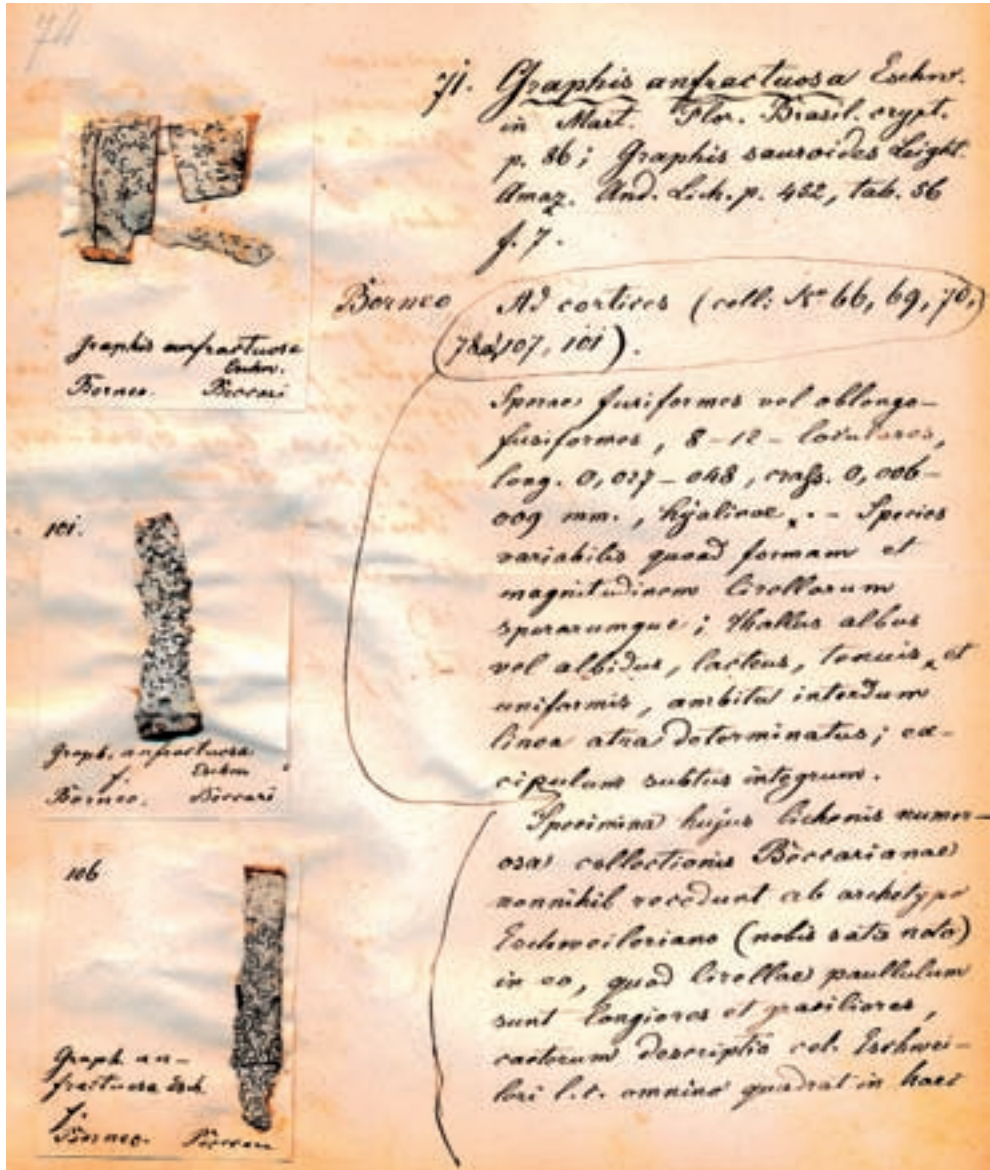 74
71. Graphis anfractuosa Eschw.
in Mart. Flor. Brasil. crypt.
p. 86; Graphis sauroides Leight.
Amaz. And. Lich. p. 452, tab. 56
f. 7.
Borneo Ad cortices (coll: No 66, 69, 70,
107, 101).
Sporae fusiformes vel oblongo-
fusiformes, 8-12-loculares,
long. 0,027-048, crass. 0,006-
009 mm., hyalinae. - Species
variabilis quoad formam et
magnitudinem lirellarum
sporarumque; thallus albus
vel albidus, lacteus, tenuis, et
uniformis, ambitu interdum
linea atra determinatus; ex-
cipulum subtus integrum.
Specimina hujus lichenis numer-
osa collectionis Beccarianae
nonnihil recedunt ab archetypo
Eschweileriano (nobis satis noto)
in eo, quod lirellae paullulum
sunt longiores et graciliores,
caeterum descriptio cel. Eschwei-
leri l.c. omnino quadrat in hanc
Graphis anfractuosa
Eschw.
Borneo. Beccari
101.
Graph. anfractuosa
Eschw
f.
Borneo. Beccari
106
Graph an-
fractuosa Esch
f.
Borneo. Beccari